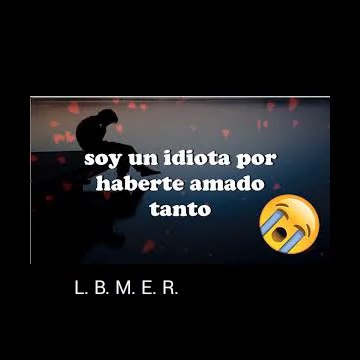 soy un idiota por
haberte amado
tanto
L. B. M. E. R.